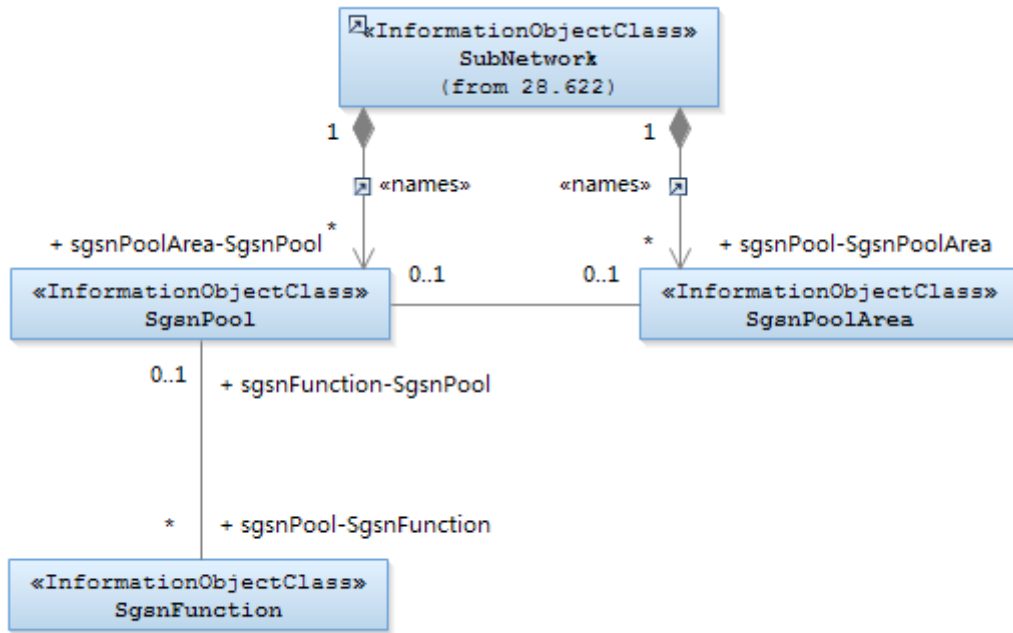 «InformationObjectClass»
SubNetwork
(from 28.622)
1
1
«names»
«names»
*
*
+ sgsnPoolArea-SgsnPool
+ sgsnPool-SgsnPoolArea
0..1
0..1
«InformationObjectClass»
SgsnPool
«InformationObjectClass»
SgsnPoolArea
0..1
+ sgsnFunction-SgsnPool
*
+ sgsnPool-SgsnFunction
«InformationObjectClass»
SgsnFunction